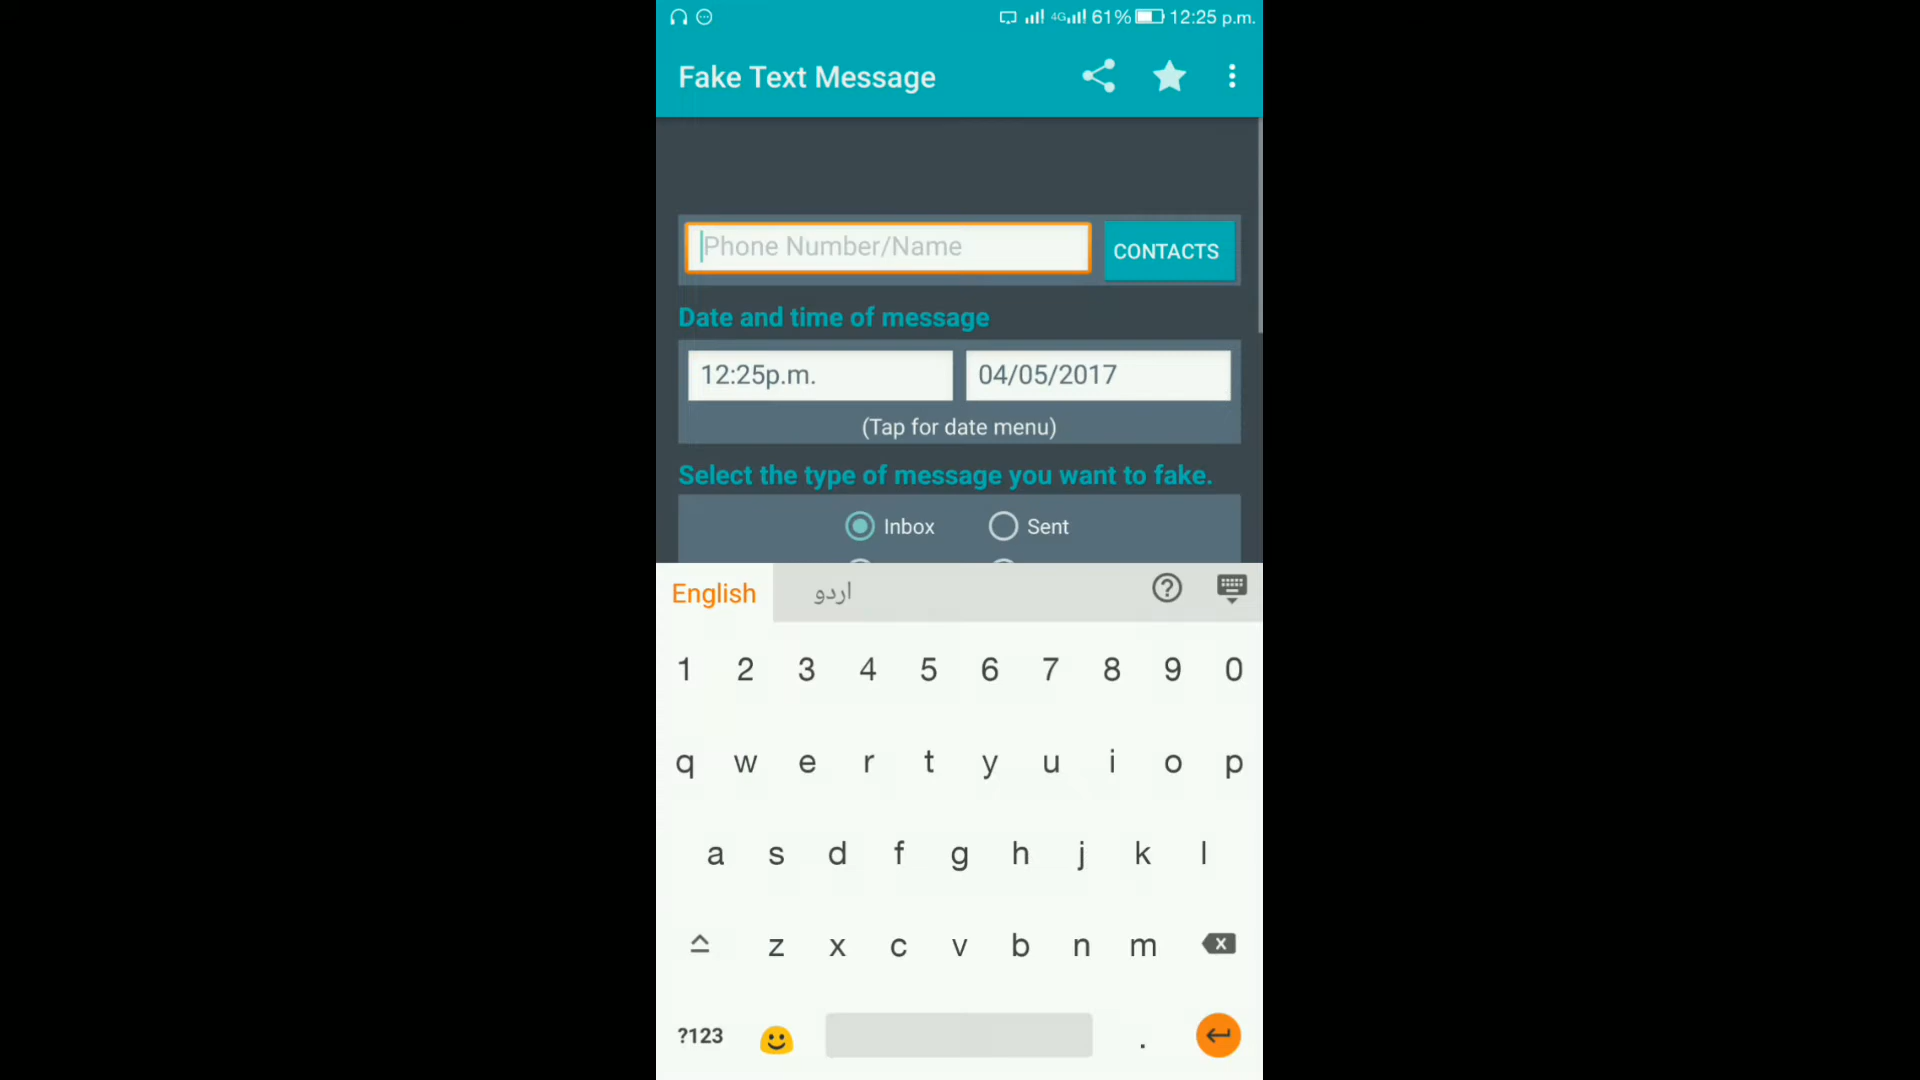 4G 61% 12:25 p.m.
Fake Text Message
Phone Number/Name
CONTACTS
Date and time of message
12:25p.m. 04/05/2017
(Tap for date menu)
Select the type of message you want to fake.
Inbox Sent
English اردو
1 2 3 4 5 6 7 8 9 0
q w e r t y u i o p
a s d f g h j k l
z x c v b n m
?123 .